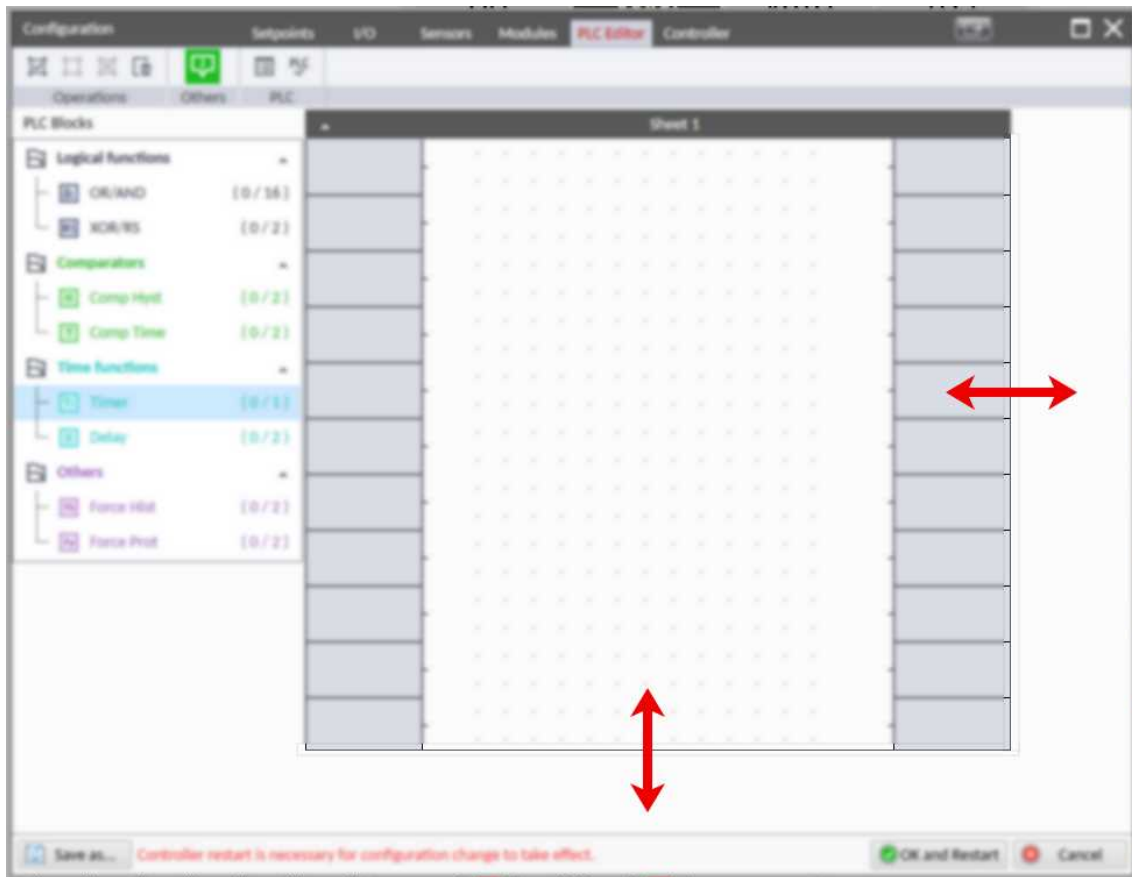 Configuration
Setpoints I/O Sensors Modules PLC Editor Controller
Operations Others PLC
PLC Blocks
Sheet 1
Logical functions
OR/AND [0/16]
XOR/RS [0/2]
Comparators
Comp Hyst [0/2]
Comp Time [0/2]
Time functions
Timer [0/1]
Delay [0/2]
Others
Force Hist [0/2]
Force Prot [0/2]
Save as... Controller restart is necessary for configuration change to take effect. OK and Restart Cancel